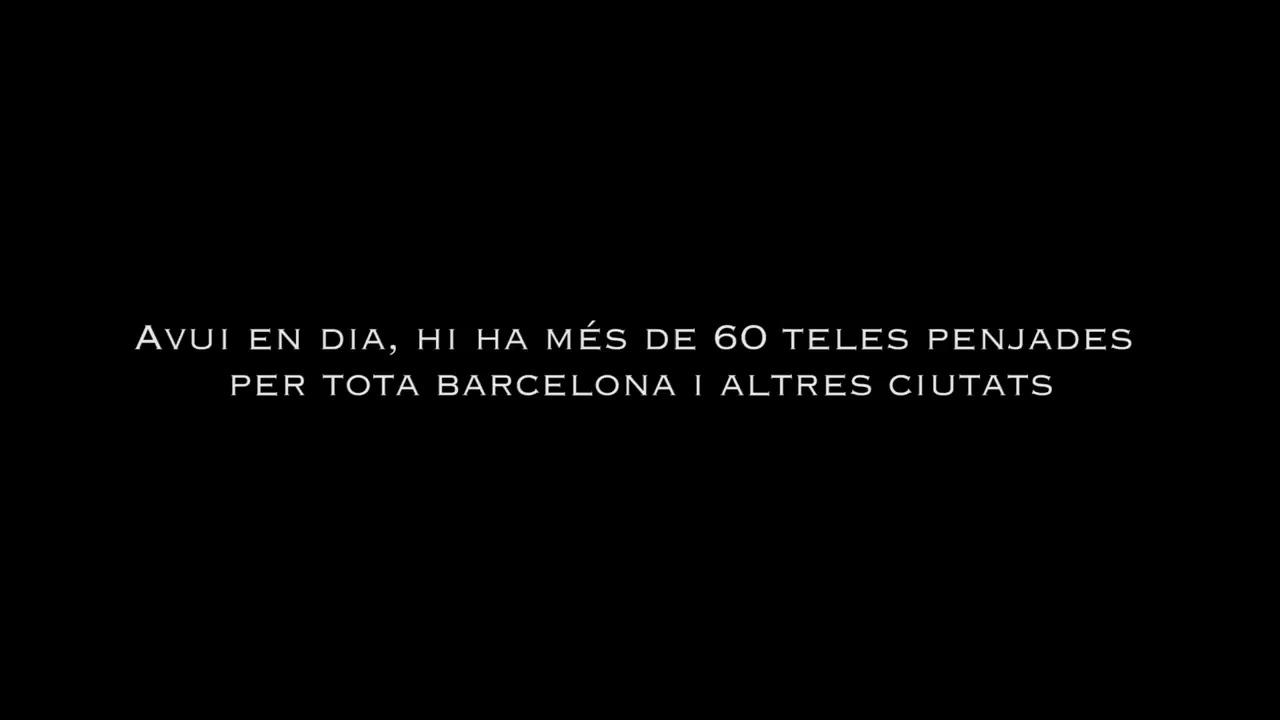 Avui en dia, hi ha més de 60 teles penjades
per tota barcelona i altres ciutats